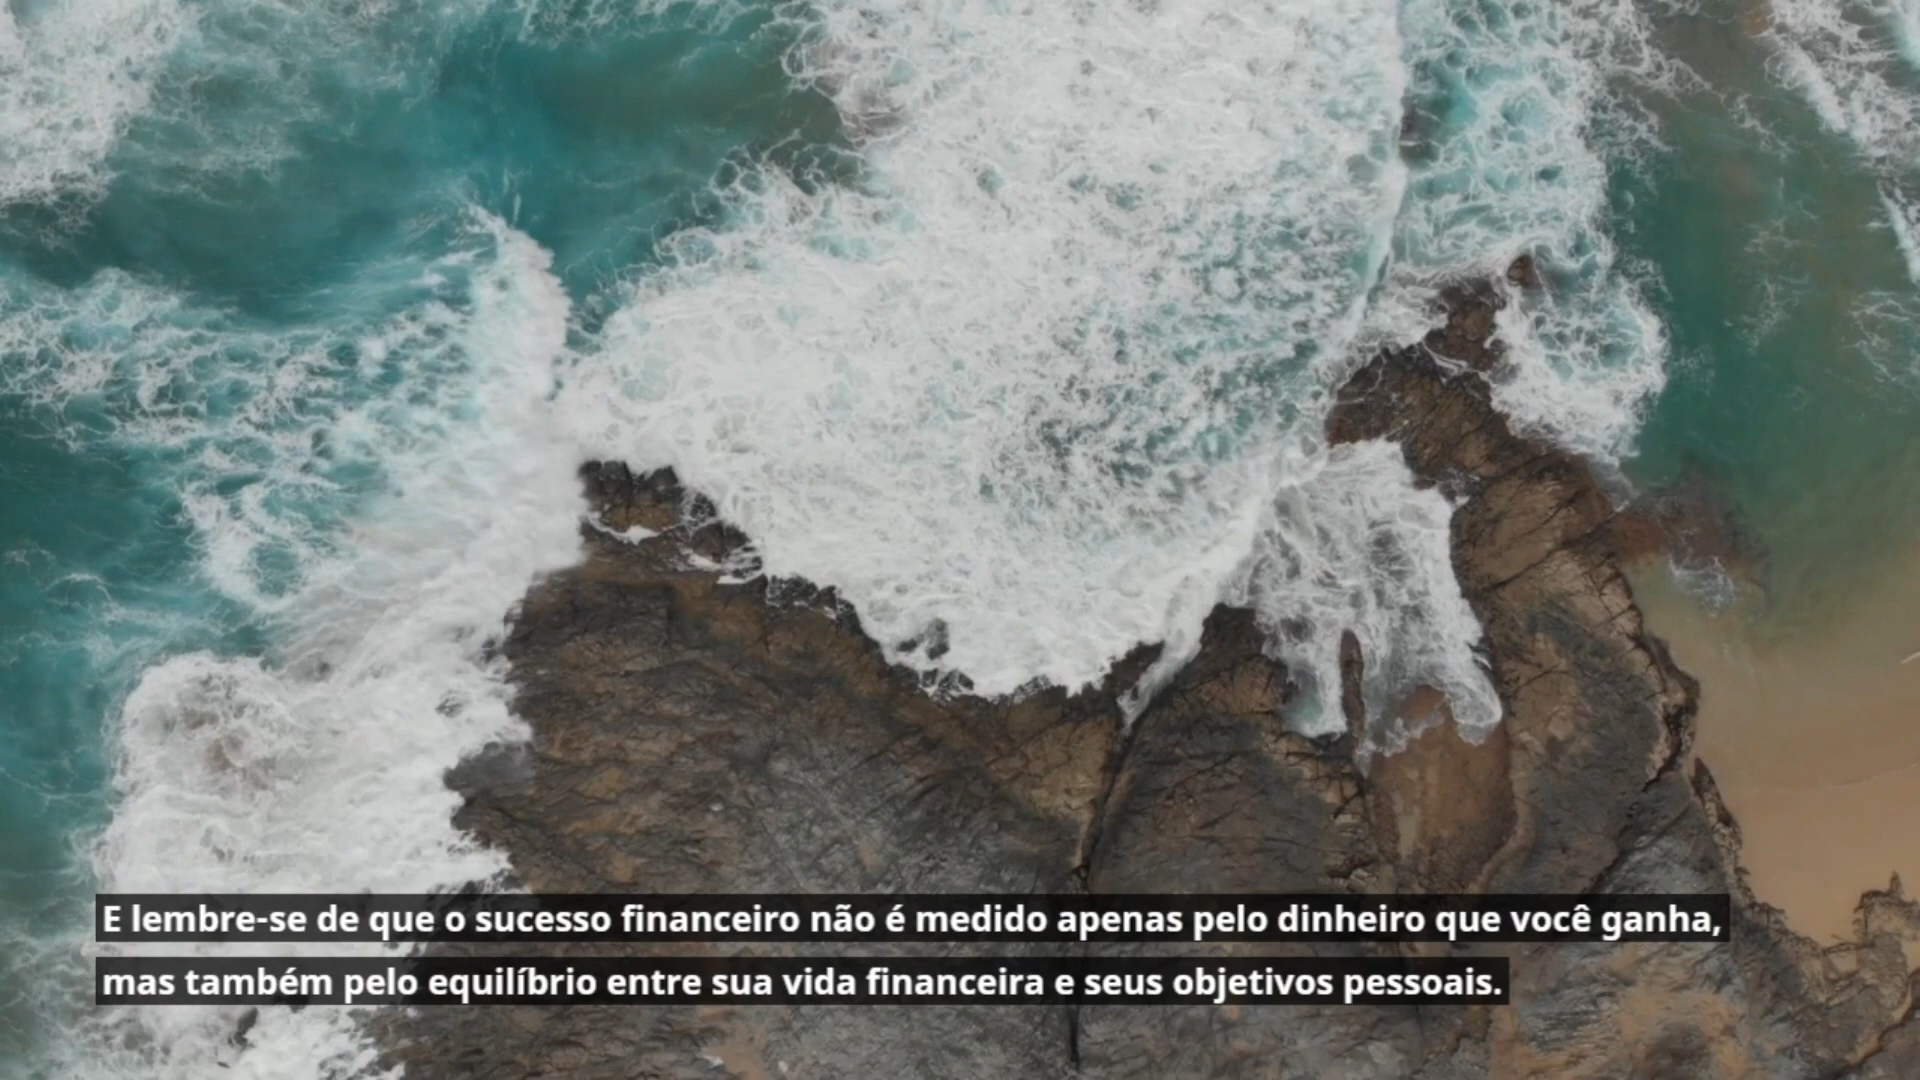 E lembre-se de que o sucesso financeiro não é medido apenas pelo dinheiro que você ganha,
mas também pelo equilíbrio entre sua vida financeira e seus objetivos pessoais.